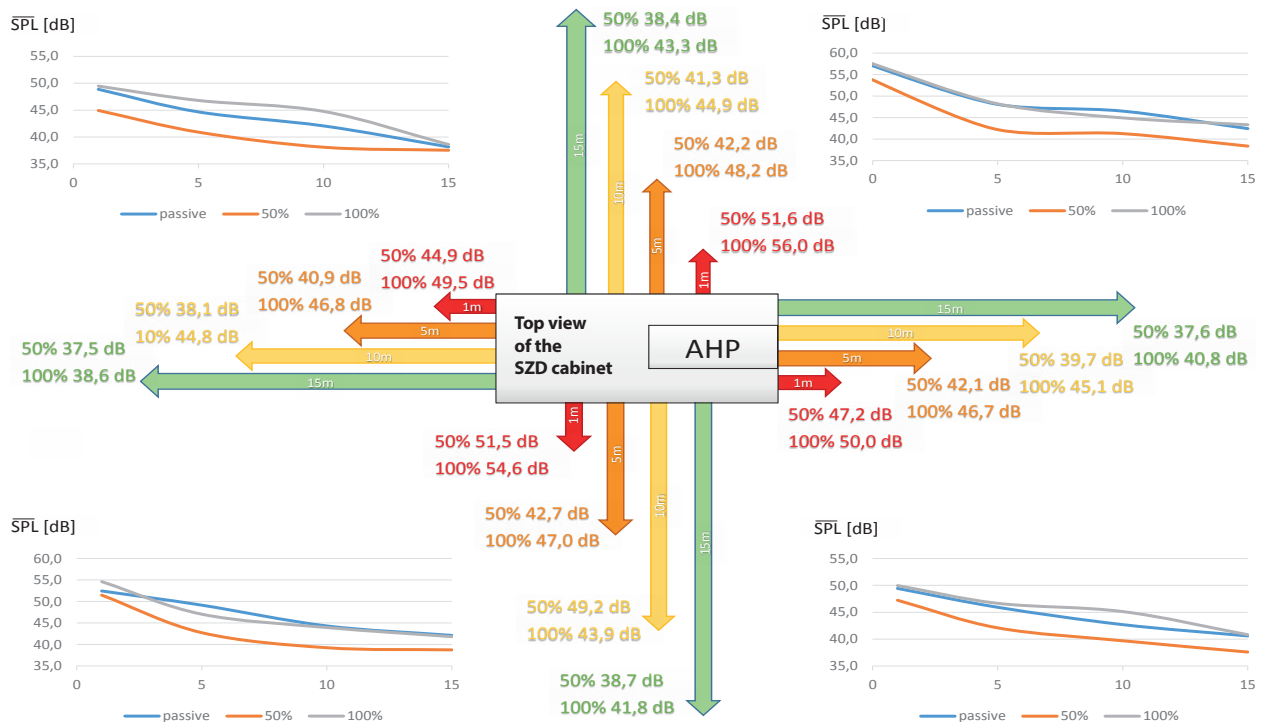 SPL [dB]
55,0
50,0
45,0
40,0
35,0
0
5
10
15
passive
50%
100%
50% 38,4 dB
100% 43,3 dB
50% 41,3 dB
100% 44,9 dB
50% 42,2 dB
100% 48,2 dB
50% 51,6 dB
100% 56,0 dB
15m
10m
5m
1m
SPL [dB]
60,0
55,0
50,0
45,0
40,0
35,0
0
5
10
15
passive
50%
100%
50% 44,9 dB
100% 49,5 dB
50% 40,9 dB
100% 46,8 dB
50% 38,1 dB
10% 44,8 dB
50% 37,5 dB
100% 38,6 dB
1m
5m
10m
15m
Top view
of the
SZD cabinet
AHP
15m
10m
5m
1m
50% 37,6 dB
100% 40,8 dB
50% 39,7 dB
100% 45,1 dB
50% 42,1 dB
100% 46,7 dB
50% 47,2 dB
100% 50,0 dB
1m
5m
10m
15m
50% 51,5 dB
100% 54,6 dB
50% 42,7 dB
100% 47,0 dB
50% 49,2 dB
100% 43,9 dB
50% 38,7 dB
100% 41,8 dB
SPL [dB]
60,0
55,0
50,0
45,0
40,0
35,0
0
5
10
15
passive
50%
100%
SPL [dB]
55,0
50,0
45,0
40,0
35,0
0
5
10
15
passive
50%
100%